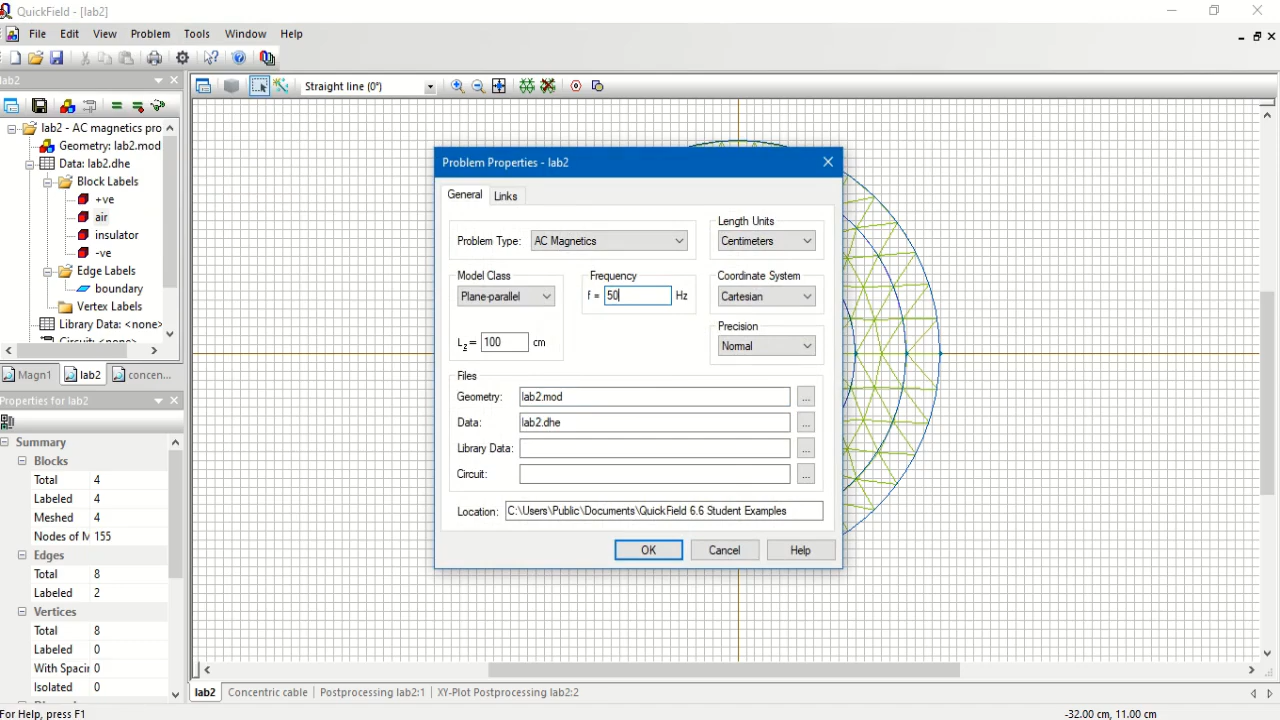 QuickField - [lab2]
File Edit View Problem Tools Window Help
Straight line (0°)
lab2
lab2 - AC magnetics pro
Geometry: lab2.mod
Data: lab2.dhe
Block Labels
+ve
air
insulator
-ve
Edge Labels
boundary
Vertex Labels
Library Data: <none>
Magn1 lab2 concen...
Properties for lab2
Summary
Blocks
Total 4
Labeled 4
Meshed 4
Nodes of M 155
Edges
Total 8
Labeled 2
Vertices
Total 8
Labeled 0
With Spacin 0
Isolated 0
Problem Properties - lab2
General Links
Problem Type: AC Magnetics
Length Units
Centimeters
Model Class
Plane-parallel
Frequency
f = 50 Hz
Coordinate System
Cartesian
Lz = 100 cm
Precision
Normal
Files
Geometry: lab2.mod ...
Data: lab2.dhe ...
Library Data: ...
Circuit: ...
Location: C:\Users\Public\Documents\QuickField 6.6 Student Examples
OK Cancel Help
lab2 Concentric cable Postprocessing lab2:1 XY-Plot Postprocessing lab2:2
For Help, press F1
-32.00 cm, 11.00 cm